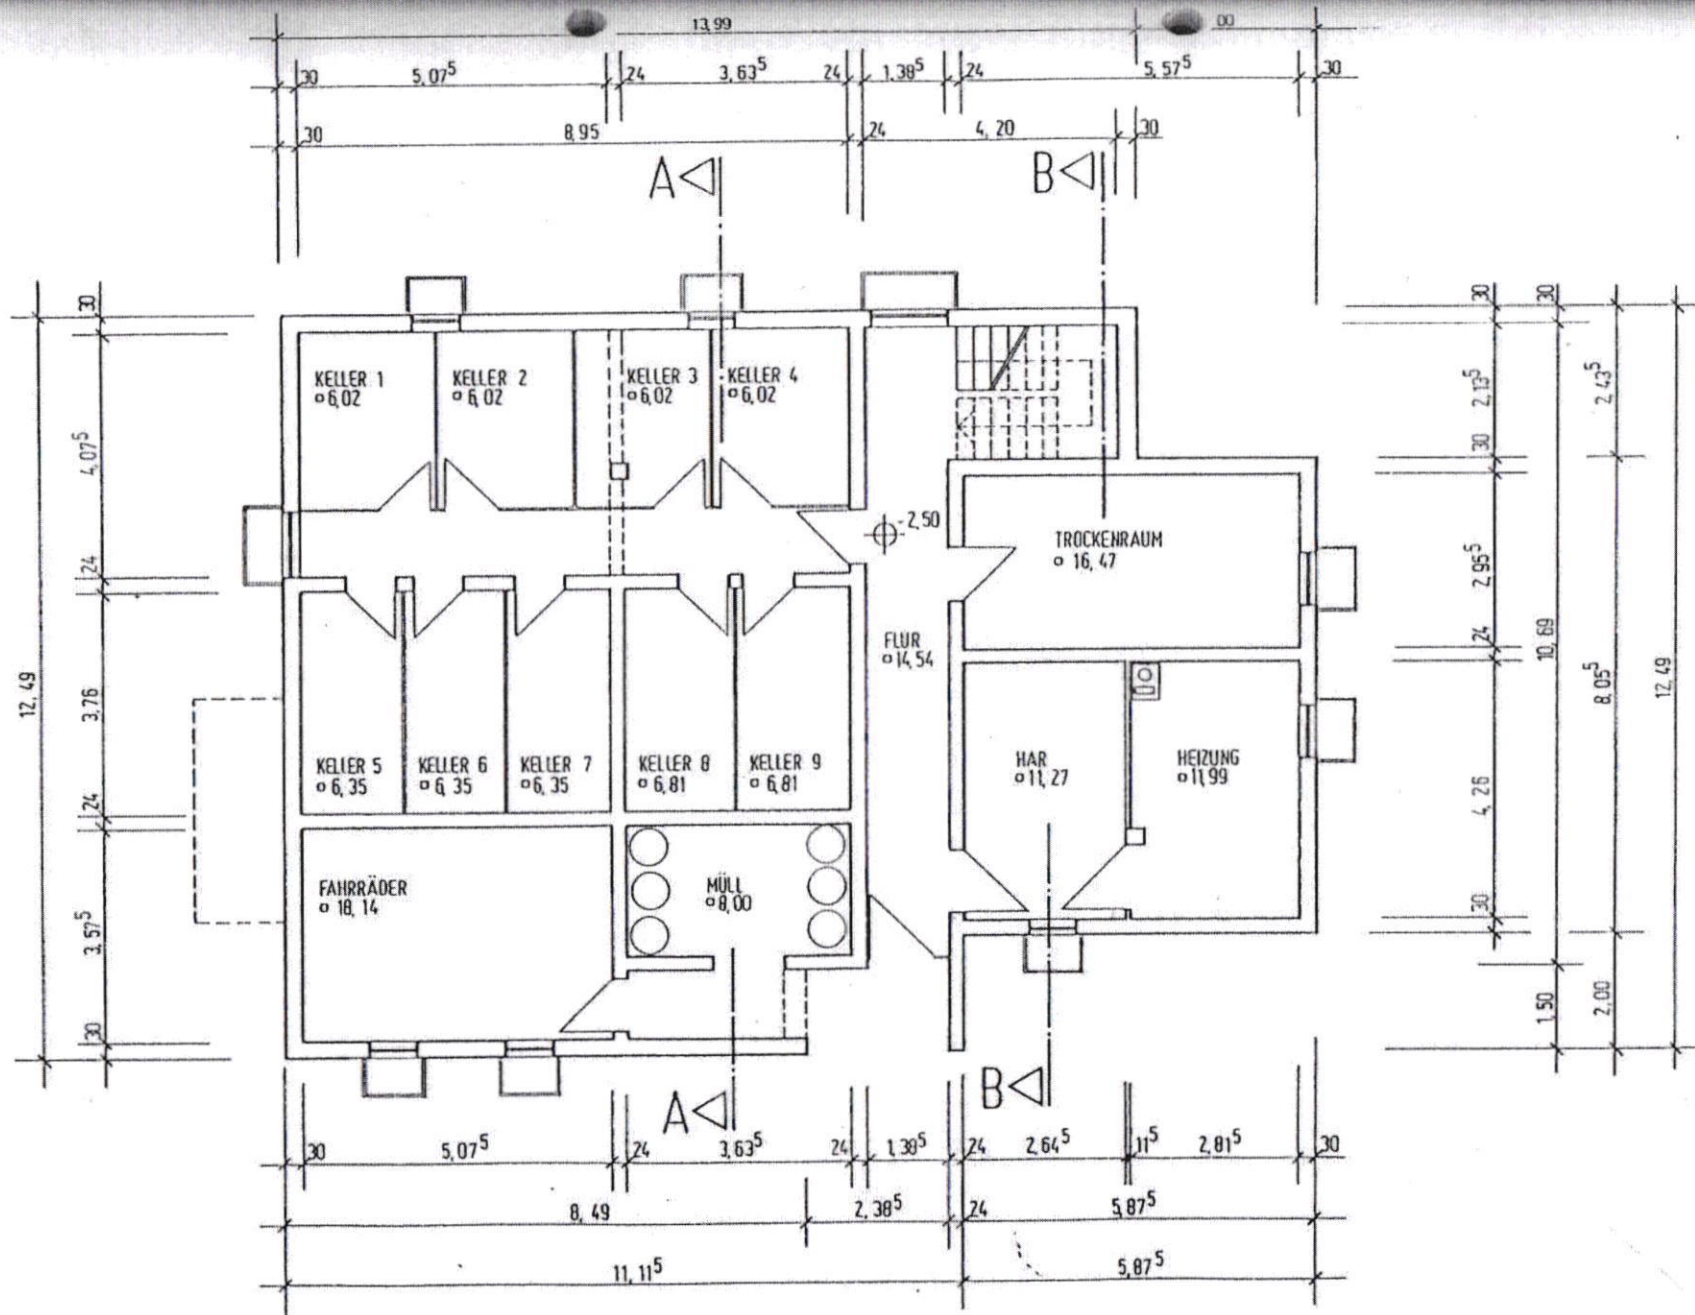 13,99
00
30 5,07⁵ 24 3,63⁵ 24 1,38⁵ 24 5,57⁵ 30
30 8,95 24 4,20 30
A B
KELLER 1
6,02
KELLER 2
6,02
KELLER 3
6,02
KELLER 4
6,02
-2,50
TROCKENRAUM
16,47
FLUR
14,54
KELLER 5
6,35
KELLER 6
6,35
KELLER 7
6,35
KELLER 8
6,81
KELLER 9
6,81
HAR
11,27
HEIZUNG
11,99
FAHRRÄDER
18,14
MÜLL
8,00
12,49
30
4,07⁵
24
3,76
24
3,57⁵
30
30
2,13⁵
30
2,95⁵
24
4,26
30
30
10,69
1,50
2,43⁵
8,05⁵
2,00
12,49
A B
30 5,07⁵ 24 3,63⁵ 24 1,38⁵ 24 2,64⁵ 11⁵ 2,81⁵ 30
8,49 2,38⁵ 24 5,87⁵
11,11⁵ 5,87⁵